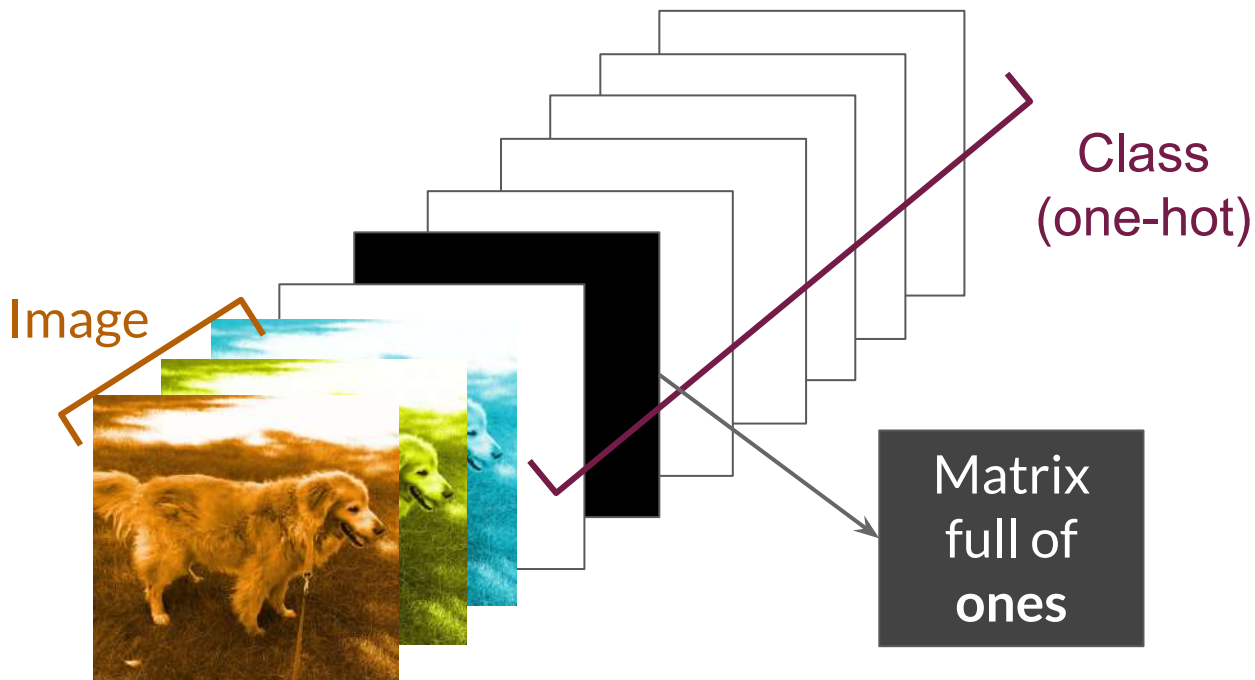 Class
(one-hot)
Image
Matrix
full of
ones